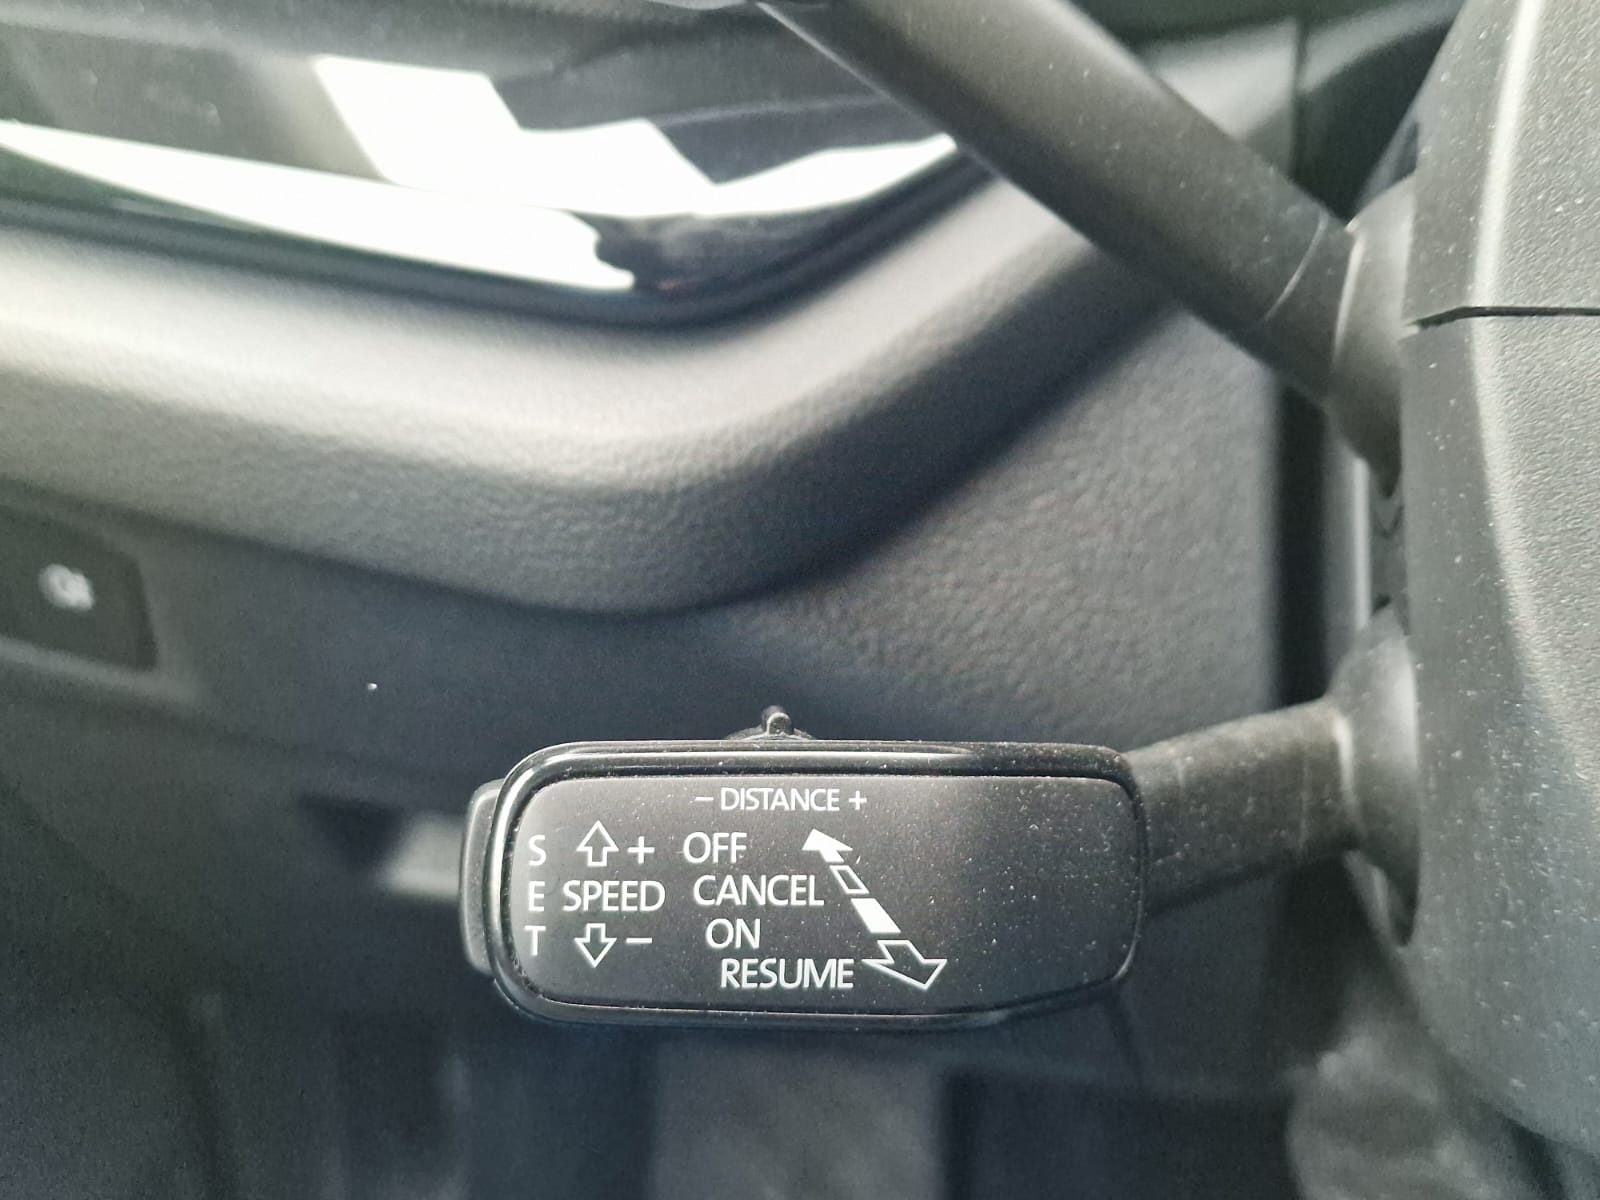 – DISTANCE +
S + OFF
E SPEED CANCEL
T – ON
RESUME